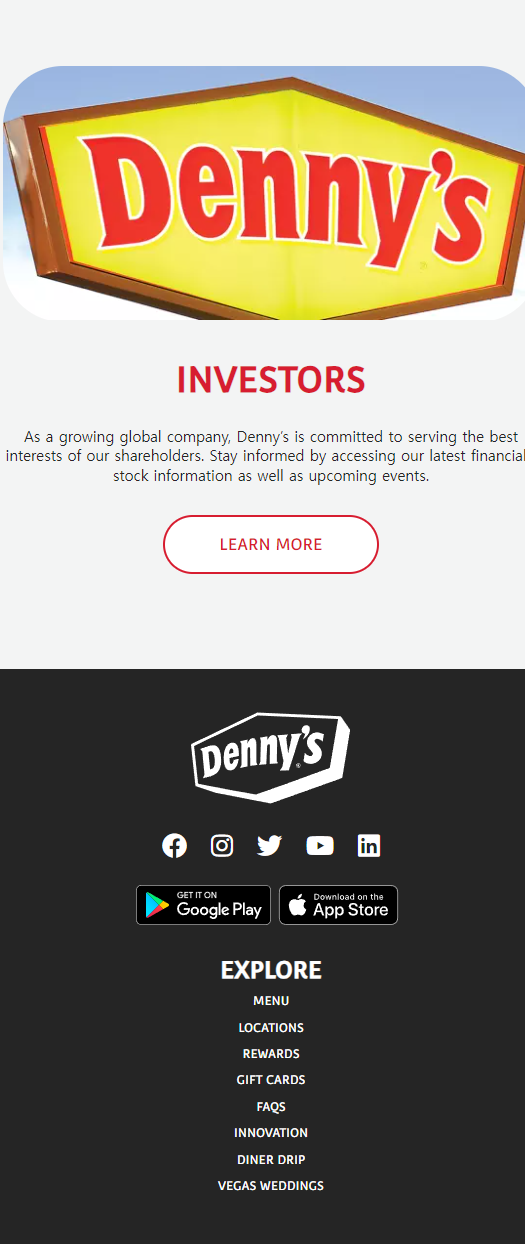 Denny's
INVESTORS
As a growing global company, Denny's is committed to serving the best
interests of our shareholders. Stay informed by accessing our latest financial
stock information as well as upcoming events.
LEARN MORE
Denny's
GET IT ON
Google Play
Download on the
App Store
EXPLORE
MENU
LOCATIONS
REWARDS
GIFT CARDS
FAQS
INNOVATION
DINER DRIP
VEGAS WEDDINGS